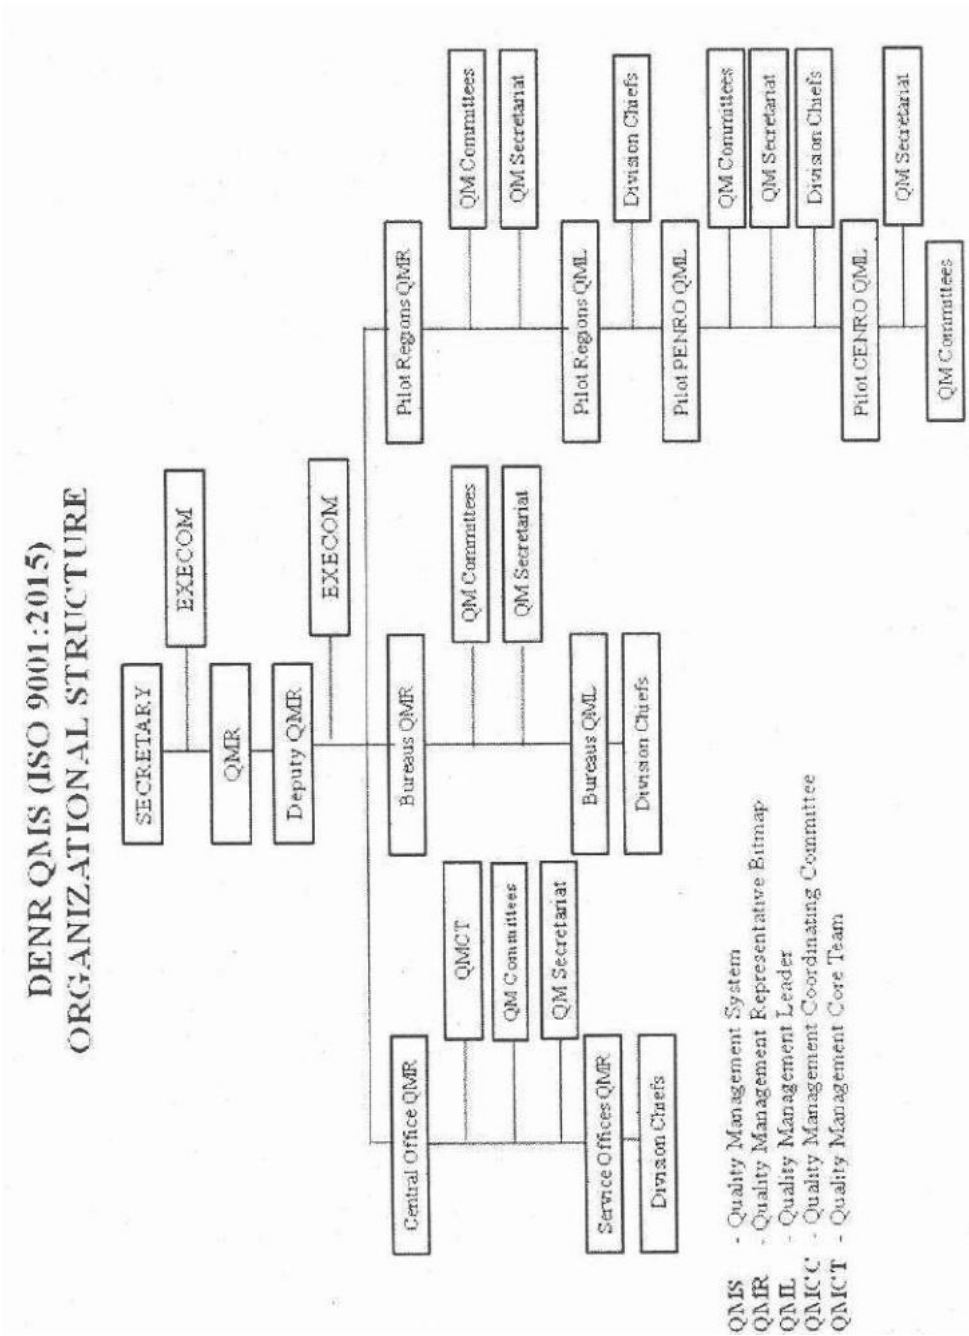 DENR QMS (ISO 9001:2015)
ORGANIZATIONAL STRUCTURE
SECRETARY
EXECOM
QMR
Deputy QMR
EXECOM
Central Office QMR
QMCT
QM Committees
QM Secretariat
Service Offices QMR
Division Chiefs
Bureaus QMR
QM Committees
QM Secretariat
Bureaus QML
Division Chiefs
Pilot Regions QMR
QM Committees
QM Secretariat
Pilot Regions QML
Division Chiefs
Pilot PENRO QML
QM Committees
QM Secretariat
Division Chiefs
Pilot CENRO QML
QM Secretariat
QM Committees
QMS - Quality Management System
QMR - Quality Management Representative Bitmap
QML - Quality Management Leader
QMCC - Quality Management Coordinating Committee
QMCT - Quality Management Core Team